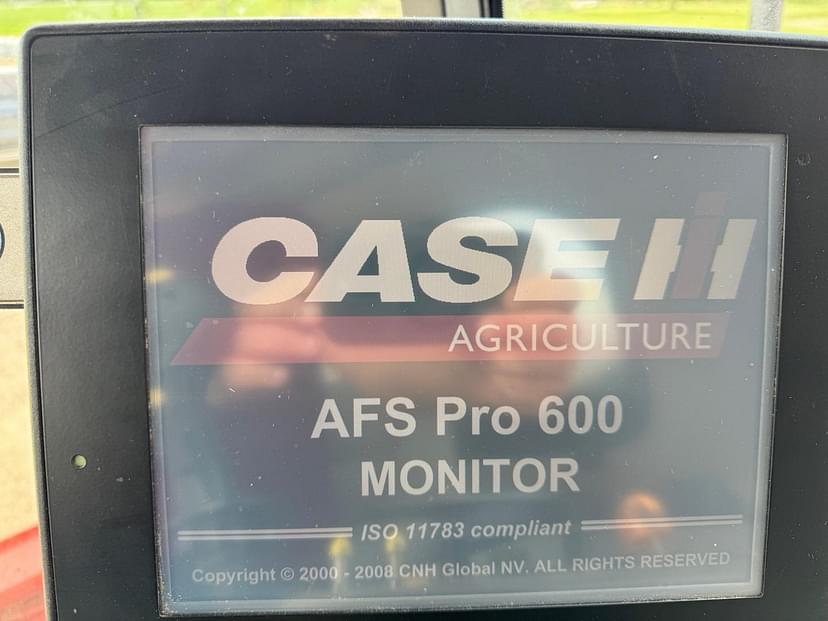 CASE IH
AGRICULTURE
AFS Pro 600
MONITOR
ISO 11783 compliant
Copyright © 2000 - 2008 CNH Global NV. ALL RIGHTS RESERVED